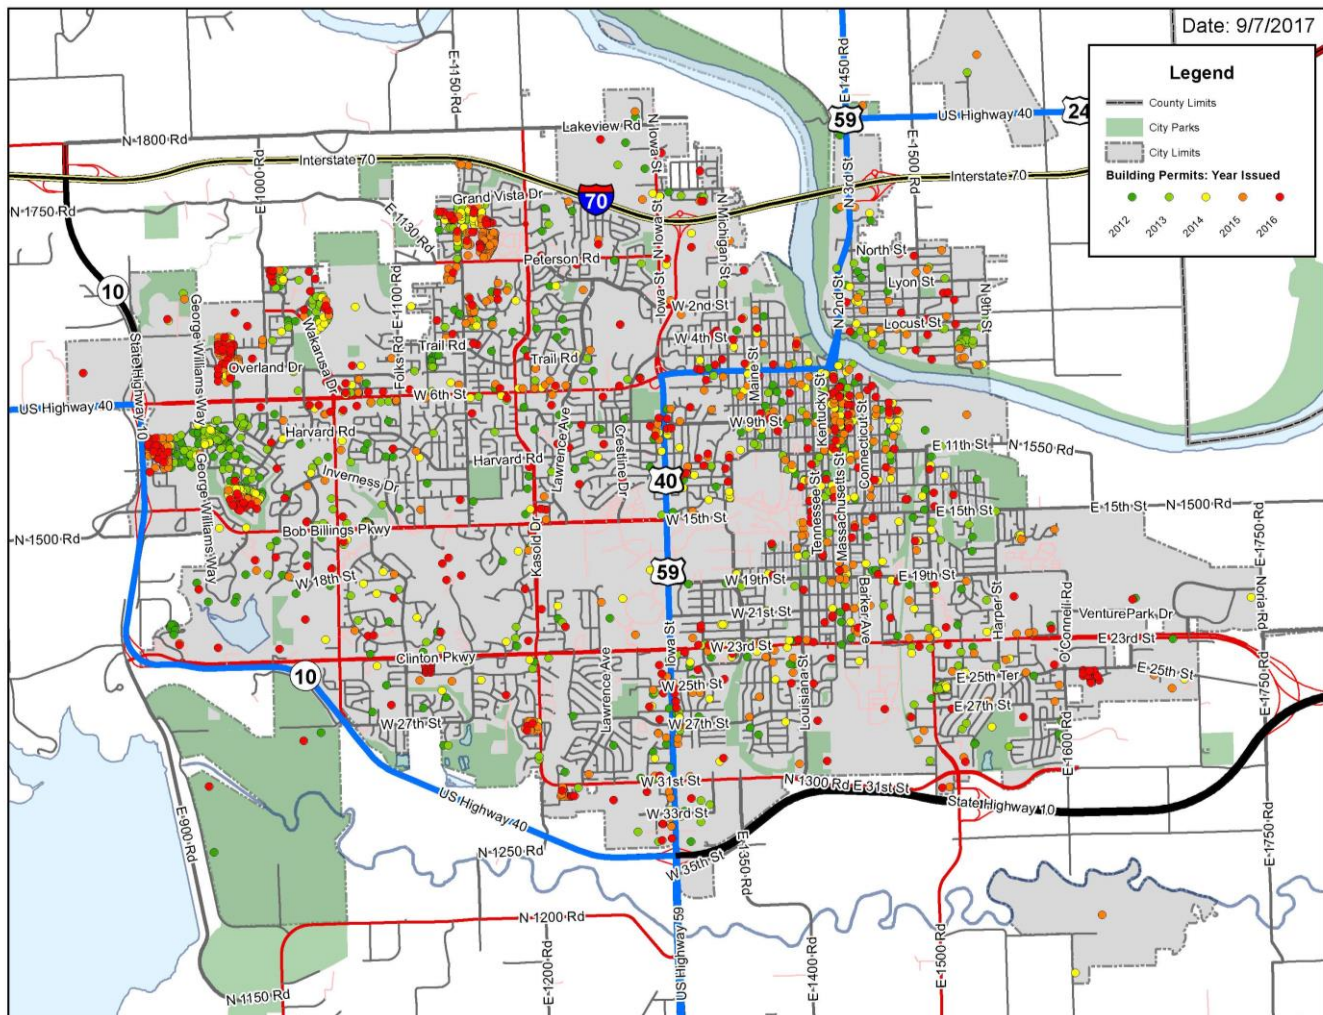 Date: 9/7/2017
Legend
County Limits
City Parks
City Limits
Building Permits: Year Issued
2012
2013
2014
2015
2016
E 1150 Rd
E 1450 Rd
59
US Highway 40
24
Lakeview Rd
N Iowa St
N 1800 Rd
Interstate 70
E 1000 Rd
E 1500 Rd
N 3rd St
Interstate 70
70
Grand Vista Dr
N 1750 Rd
E 1130 Rd
N Iowa St
N Michigan St
Peterson Rd
North St
Lyon St
10
Iowa St
W 2nd St
N 2nd St
N 9th St
Locust St
George Williams Way
Wakarusa Dr
Folks Rd
E 1100 Rd
Trail Rd
Trail Rd
W 4th St
Maine St
Overland Dr
State Highway 10
US Highway 40
W 6th St
Harvard Rd
Harvard Rd
Lawrence Ave
Crestline Dr
W 9th St
Kentucky St
Connecticut St
E 11th St
N 1550 Rd
Inverness Dr
George Williams Way
40
Tennessee St
Massachusetts St
W 15th St
E 15th St
E 15th St
N 1500 Rd
N 1500 Rd
Bob Billings Pkwy
Kasold Dr
59
W 18th St
W 19th St
E 19th St
E 1750 Rd
Noria Rd
W 21st St
Barker Ave
Harper St
O'Connell Rd
VenturePark Dr
Clinton Pkwy
Iowa St
W 23rd St
E 23rd St
10
W 25th St
Louisiana St
E 25th Ter
E 25th St
Lawrence Ave
W 27th St
W 27th St
E 27th St
E 1600 Rd
E 1750 Rd
W 31st St
N 1300 Rd
E 31st St
State Highway 10
US Highway 40
W 33rd St
E 900 Rd
N 1250 Rd
W 35th St
E 1350 Rd
E 1750 Rd
N 1200 Rd
US Highway 59
E 1200 Rd
E 1400 Rd
E 1500 Rd
N 1150 Rd